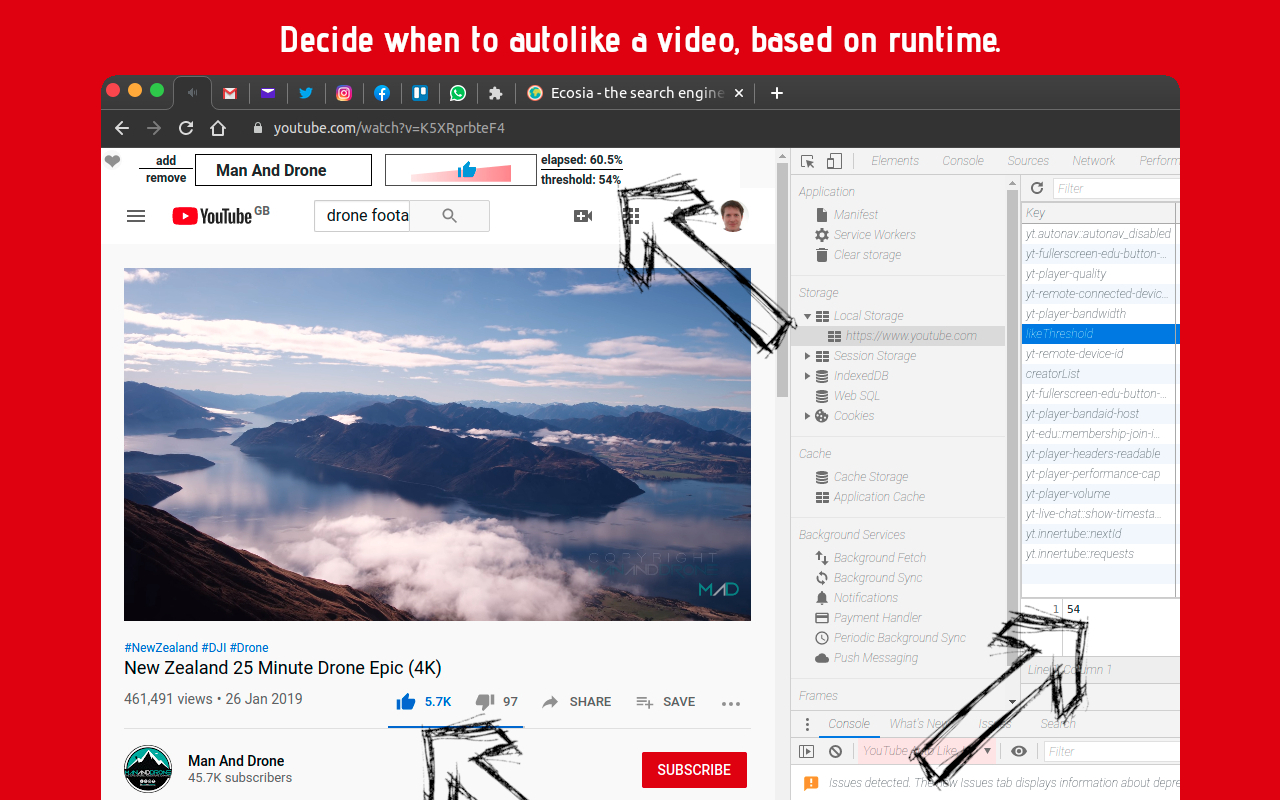 Decide when to autolike a video, based on runtime.
Ecosia - the search engine
youtube.com/watch?v=K5XRprbteF4
add
remove
Man And Drone
elapsed: 60.5%
threshold: 54%
YouTube GB
drone foota
COPYRIGHT
AND
MAD
#NewZealand #DJI #Drone
New Zealand 25 Minute Drone Epic (4K)
461,491 views • 26 Jan 2019
5.7K
97
SHARE
SAVE
Man And Drone
45.7K subscribers
SUBSCRIBE
Elements
Console
Sources
Network
Perform
Application
Manifest
Service Workers
Clear storage
Storage
Local Storage
https://www.youtube.com
Session Storage
IndexedDB
Web SQL
Cookies
Cache
Cache Storage
Application Cache
Background Services
Background Fetch
Background Sync
Notifications
Payment Handler
Periodic Background Sync
Push Messaging
Frames
Filter
Key
yt.autonav::autonav_disabled
yt-fullerscreen-edu-button-...
yt-player-quality
yt-remote-connected-devic...
yt-player-bandwidth
likeThreshold
yt-remote-device-id
creatorList
yt-fullerscreen-edu-button-...
yt-player-bandaid-host
yt-edu::membership-join-i...
yt-player-headers-readable
yt-player-performance-cap
yt-player-volume
yt-live-chat::show-timesta...
yt.innertube::nextId
yt.innertube::requests
1 54
Column 1
Console
What's New
Issues
Search
YouTube Like
Filter
Issues detected. The new Issues tab displays information about depre